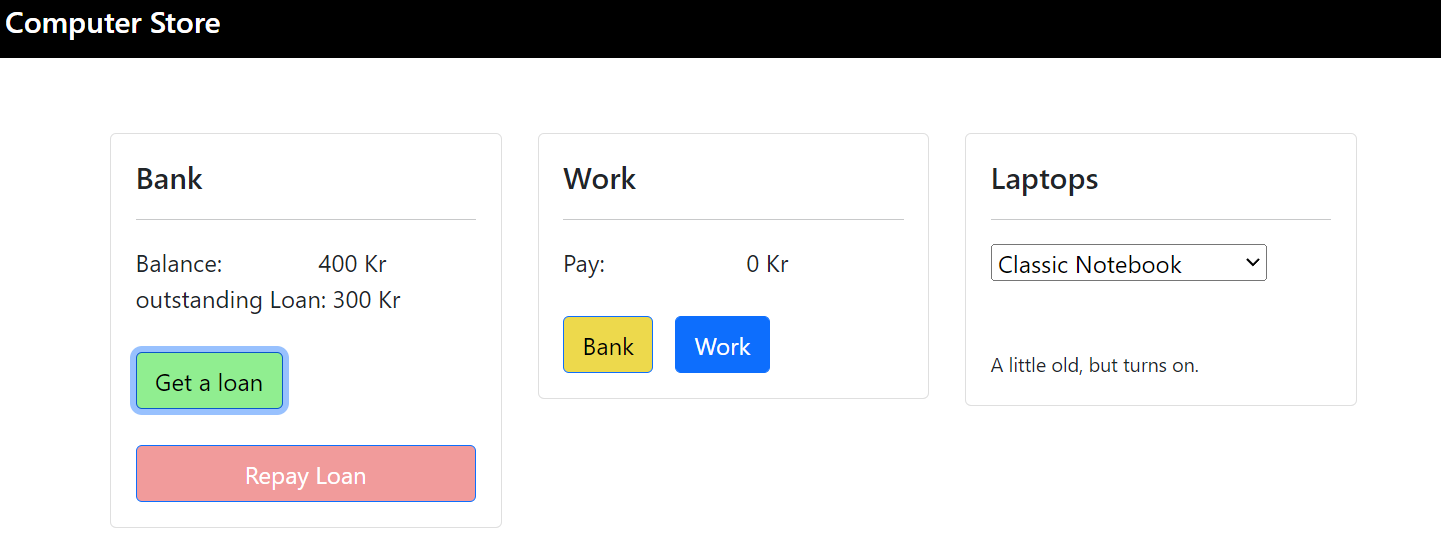 Computer Store
Bank
Balance: 400 Kr
outstanding Loan: 300 Kr
Get a loan
Repay Loan
Work
Pay: 0 Kr
Bank Work
Laptops
Classic Notebook
A little old, but turns on.